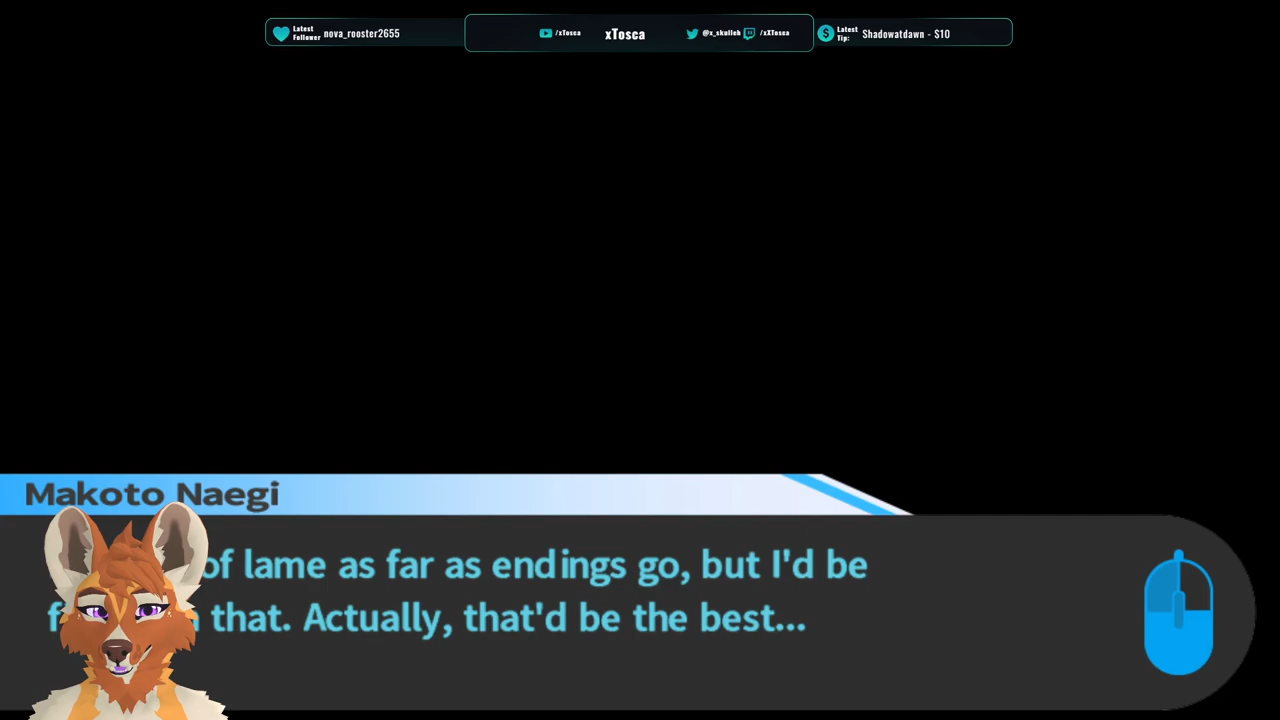 Latest
Follower
nova_rooster2655
/xTosca
xTosca
@x_skulleh
/xXTosca
Latest
Tip:
Shadowatdawn - $10
Makoto Naegi
of lame as far as endings go, but I'd be
that. Actually, that'd be the best...